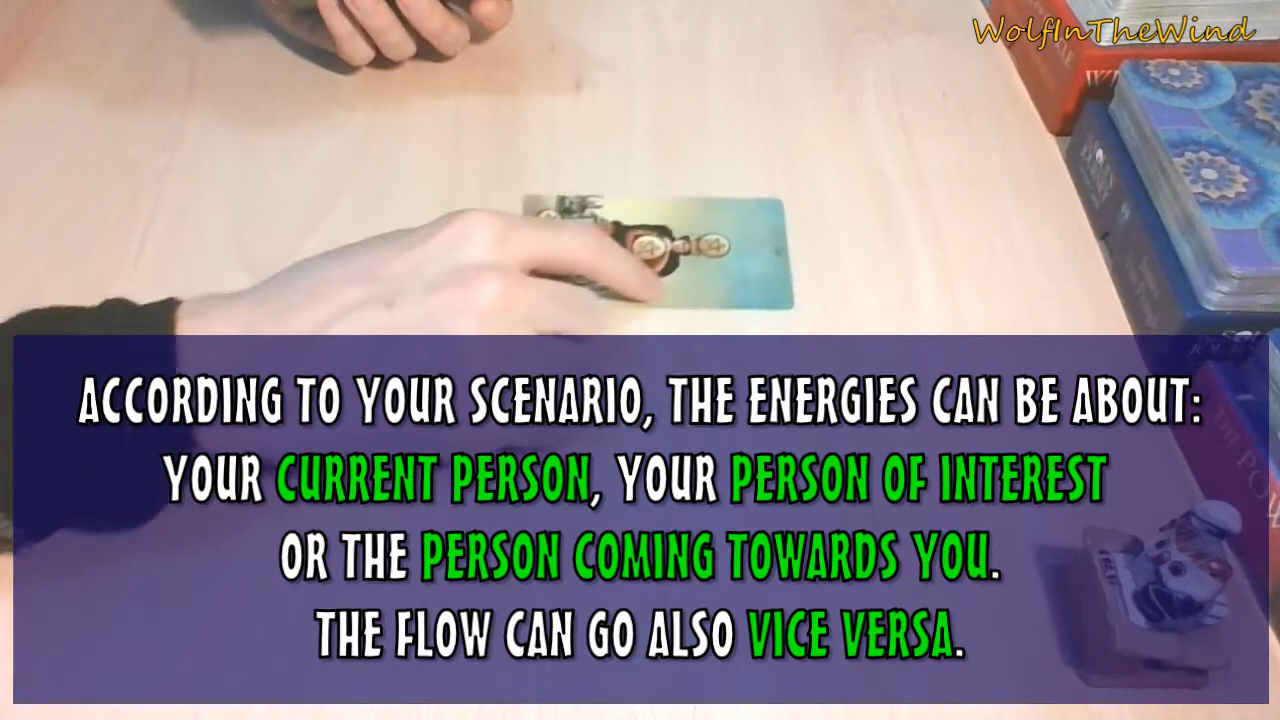 WolfInTheWind
ACCORDING TO YOUR SCENARIO, THE ENERGIES CAN BE ABOUT:
YOUR CURRENT PERSON, YOUR PERSON OF INTEREST
OR THE PERSON COMING TOWARDS YOU.
THE FLOW CAN GO ALSO VICE VERSA.